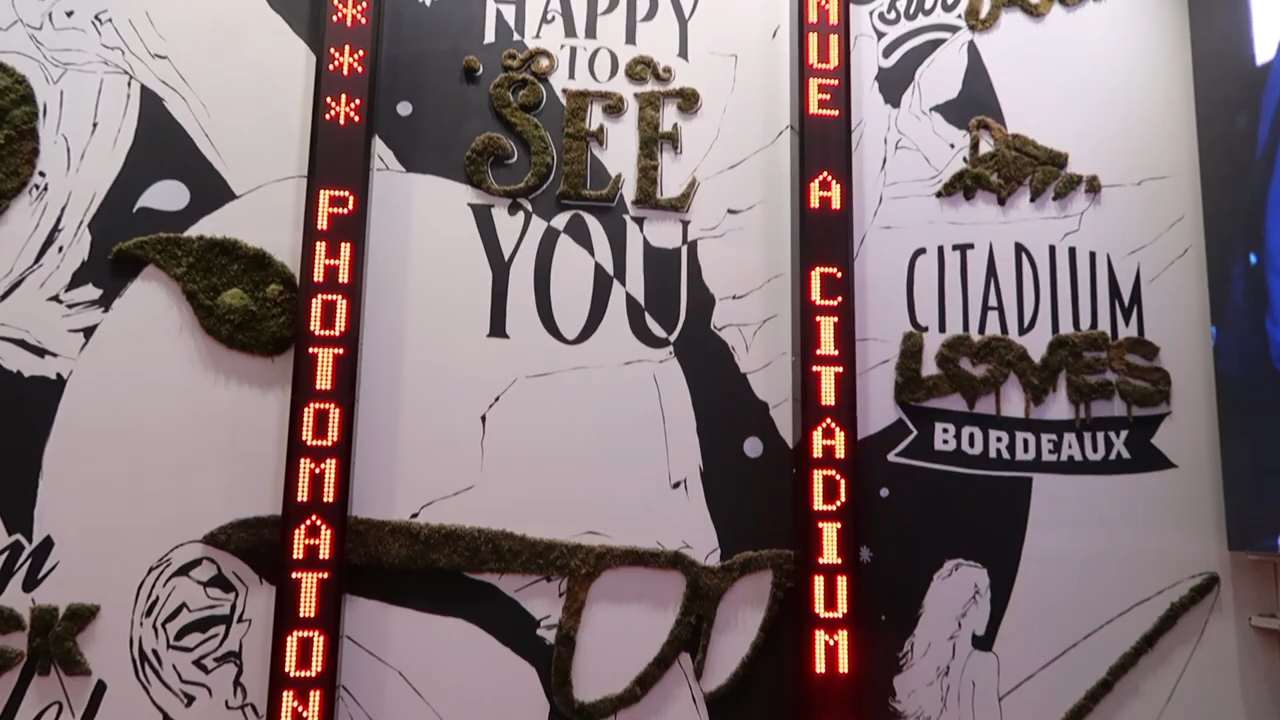 *** PHOTOMATON
HAPPY
TO
SEE
YOU
NUE A CITADIUM
CITADIUM
LOVES
BORDEAUX